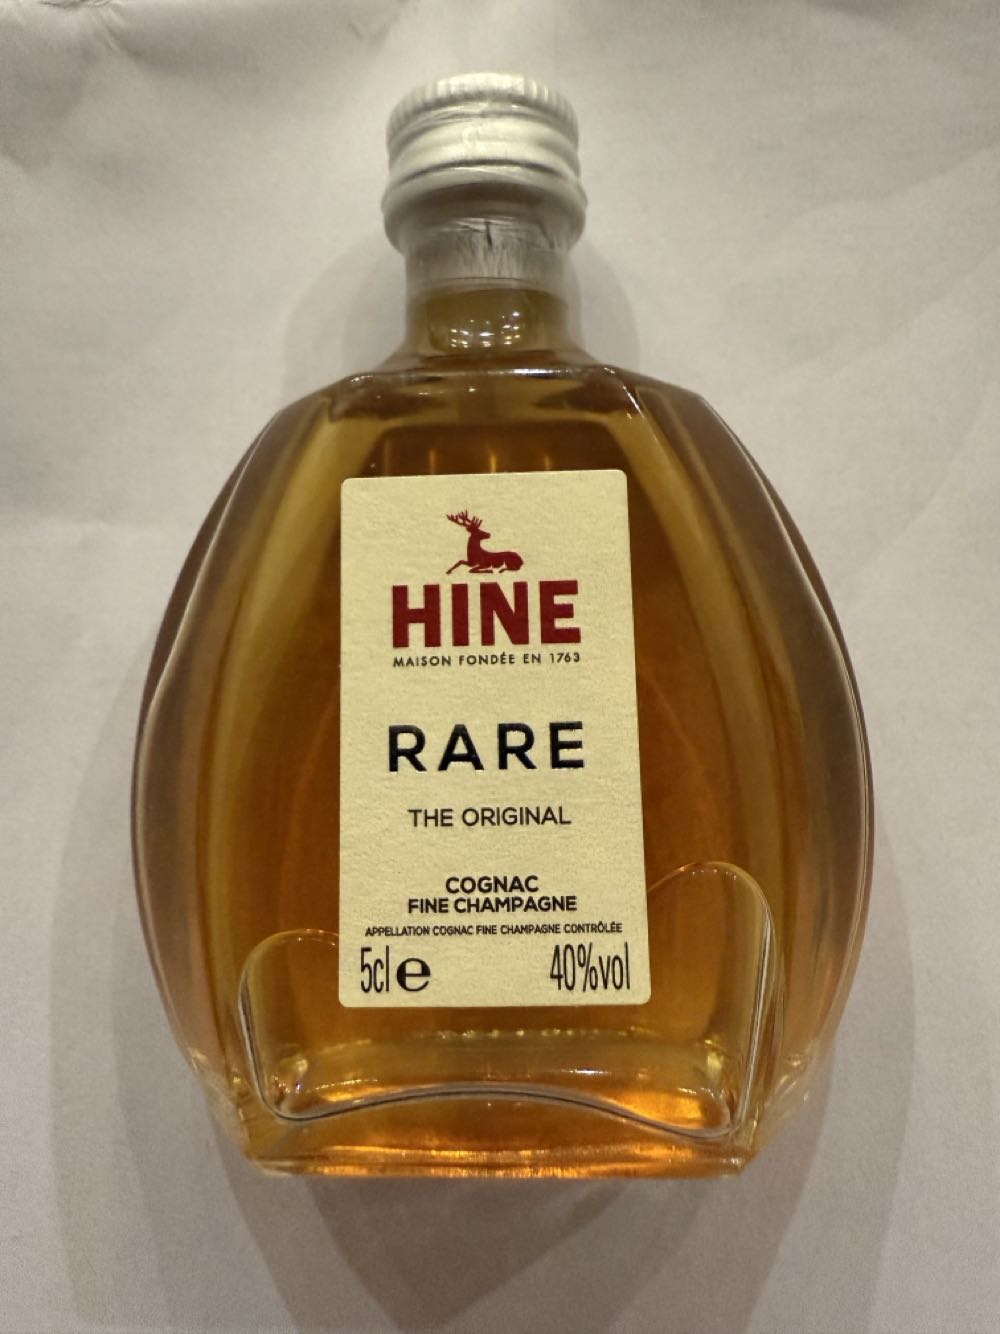 HINE
MAISON FONDÉE EN 1763
RARE
THE ORIGINAL
COGNAC
FINE CHAMPAGNE
APPELLATION COGNAC FINE CHAMPAGNE CONTRÔLÉE
5cl e 40%vol